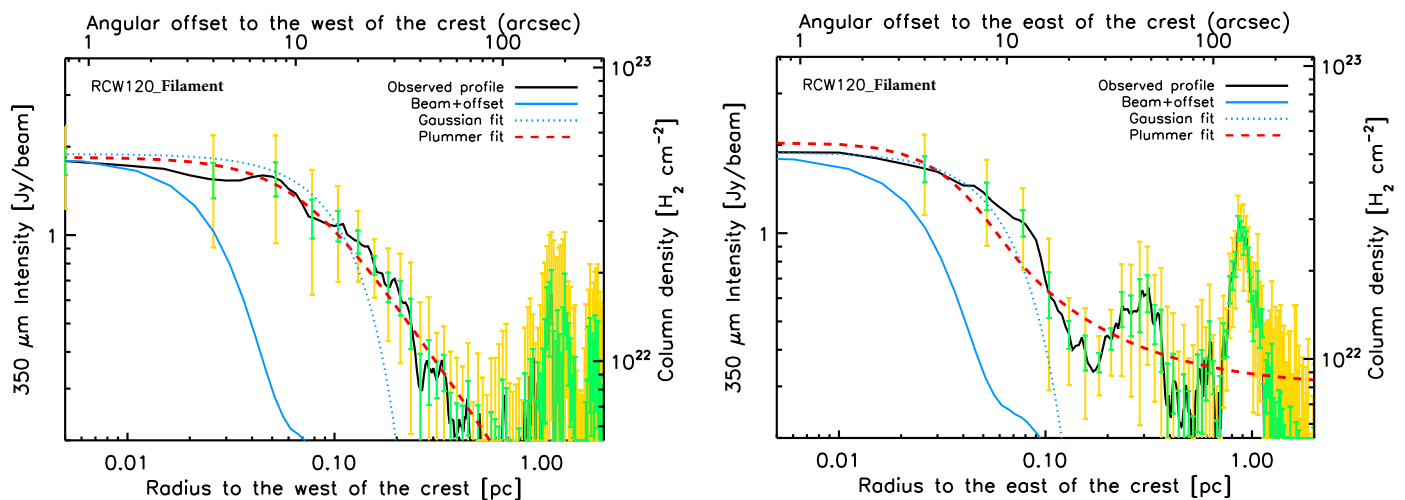 Angular offset to the west of the crest (arcsec)
1 10 100
RCW120_Filament
Observed profile
Beam+offset
Gaussian fit
Plummer fit
10²³
10²²
1
350 μm Intensity [Jy/beam]
Column density [H₂ cm⁻²]
0.01 0.10 1.00
Radius to the west of the crest [pc]
Angular offset to the east of the crest (arcsec)
1 10 100
RCW120_Filament
Observed profile
Beam+offset
Gaussian fit
Plummer fit
10²³
10²²
1
350 μm Intensity [Jy/beam]
Column density [H₂ cm⁻²]
0.01 0.10 1.00
Radius to the east of the crest [pc]